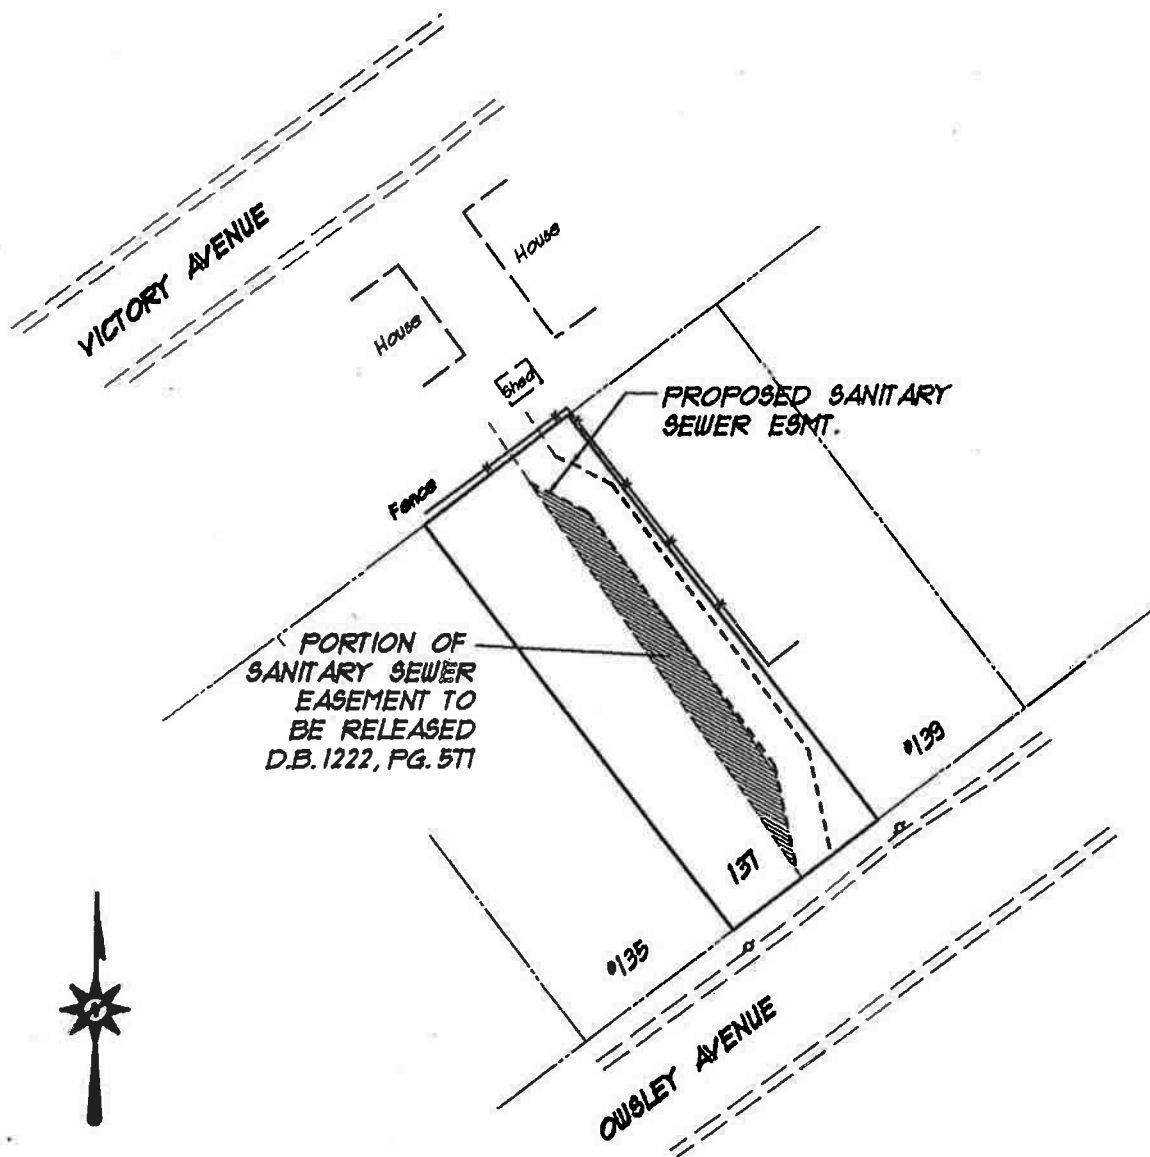 VICTORY AVENUE
House
House
Shed
PROPOSED SANITARY
SEWER ESMT.
Fence
PORTION OF
SANITARY SEWER
EASEMENT TO
BE RELEASED
D.B. 1222, PG. 577
#139
137
#135
OWSLEY AVENUE